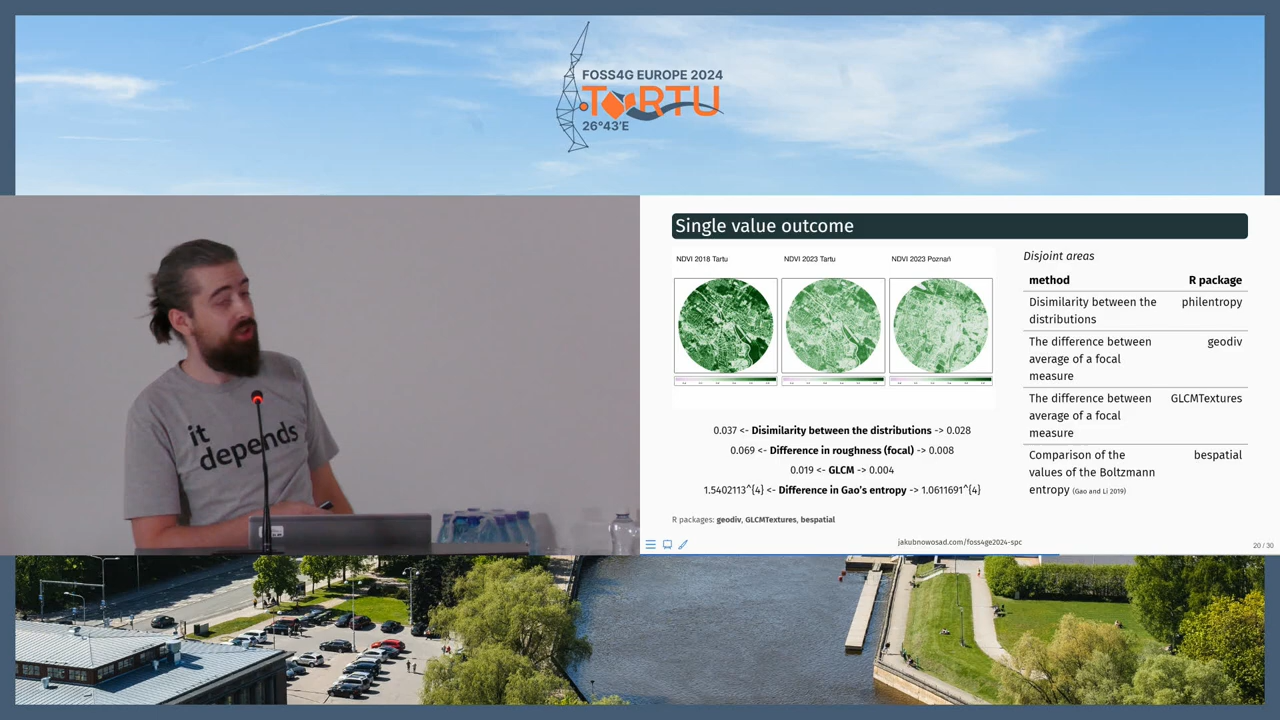 FOSS4G EUROPE 2024
TARTU
26°43'E
it
depends
Single value outcome
NDVI 2018 Tartu
NDVI 2023 Tartu
NDVI 2023 Poznań
0.037 <- Disimilarity between the distributions -> 0.028
0.069 <- Difference in roughness (focal) -> 0.008
0.019 <- GLCM -> 0.004
1.5402113^{4} <- Difference in Gao's entropy -> 1.0611691^{4}
R packages: geodiv, GLCMTextures, bespatial
Disjoint areas
method R package
Disimilarity between the philentropy
distributions
The difference between geodiv
average of a focal
measure
The difference between GLCMTextures
average of a focal
measure
Comparison of the bespatial
values of the Boltzmann
entropy (Gao and Li 2019)
jakubnowosad.com/foss4ge2024-spc
20 / 30